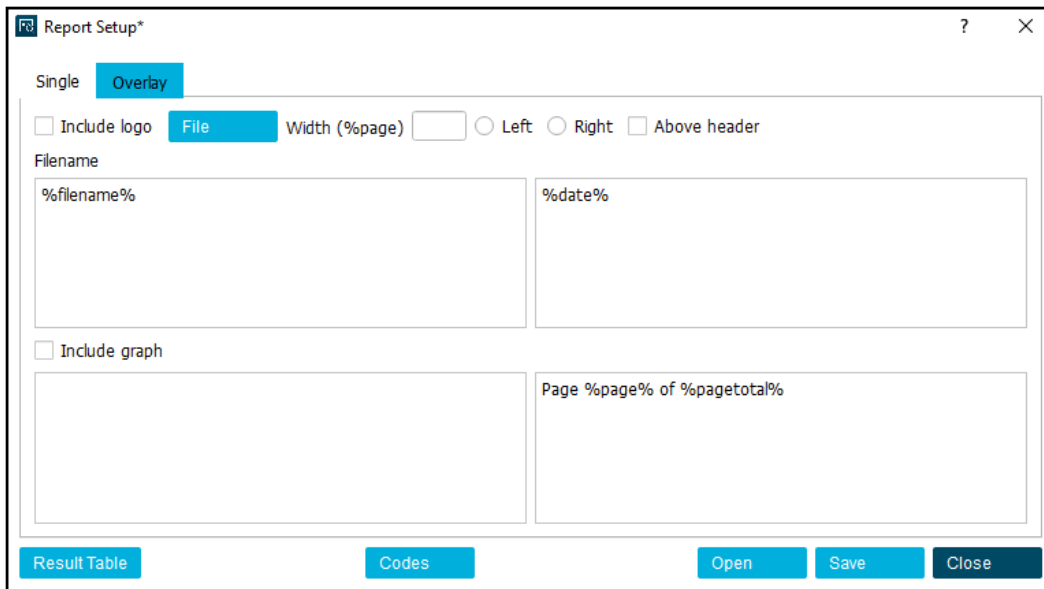 Report Setup* ?
Single Overlay
Include logo File Width (%page) Left Right Above header
Filename
%filename% %date%
Include graph
Page %page% of %pagetotal%
Result Table Codes Open Save Close